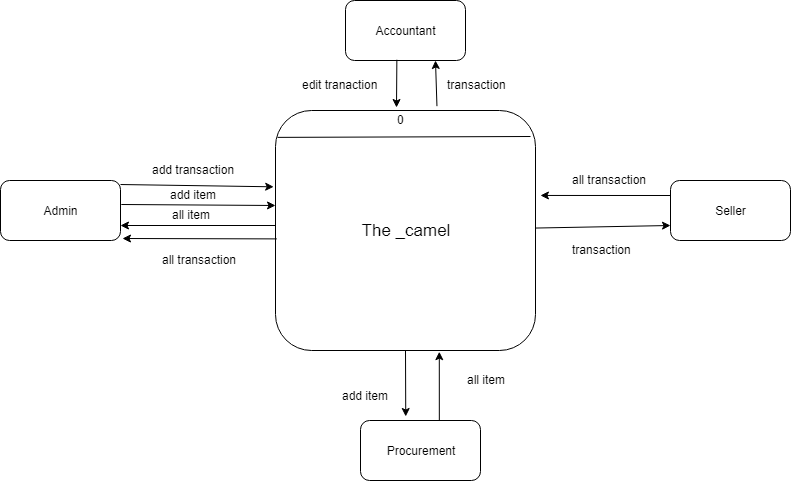 Accountant
edit tranaction
transaction
0
add transaction
add item
all item
all transaction
Admin
The _camel
all transaction
Seller
transaction
add item
all item
Procurement